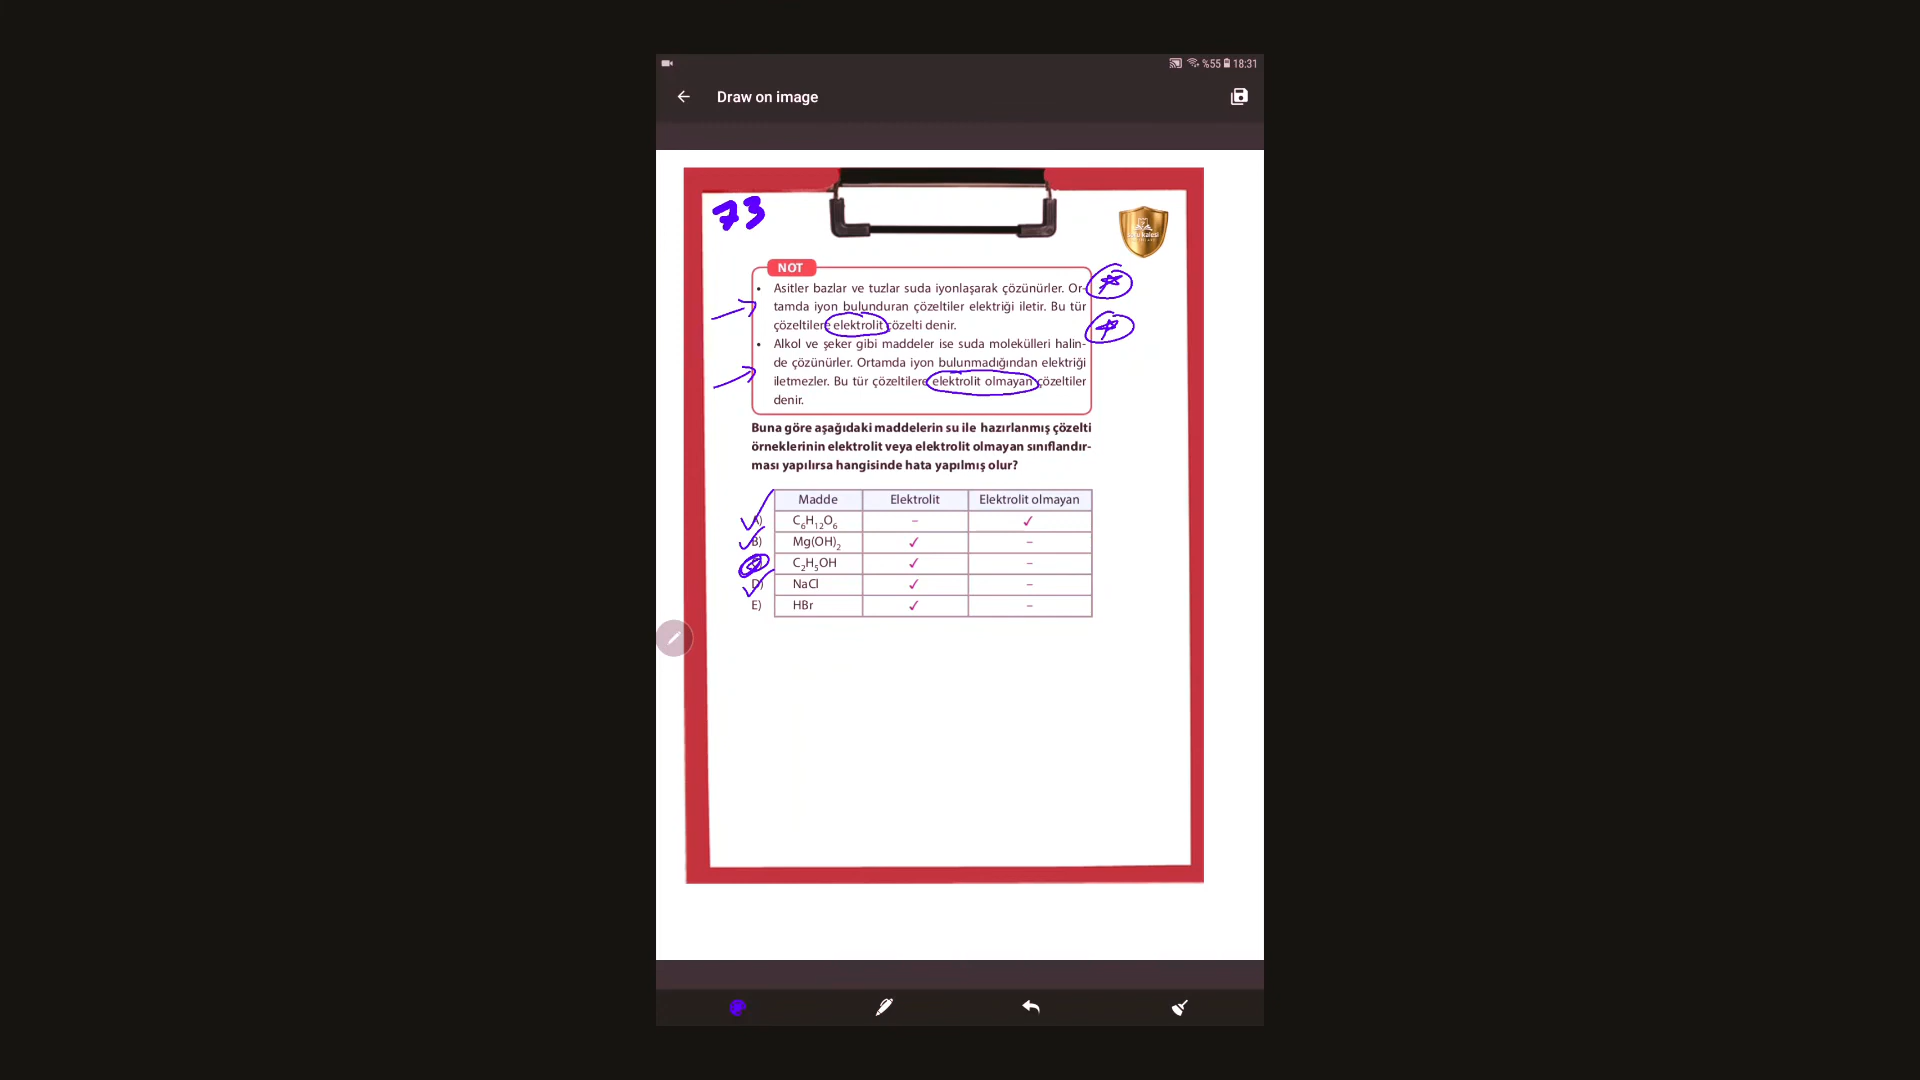 %55 18:31
Draw on image
73
NOT
• Asitler bazlar ve tuzlar suda iyonlaşarak çözünürler. Or-
tamda iyon bulunduran çözeltiler elektriği iletir. Bu tür
çözeltilere elektrolit çözelti denir.
• Alkol ve şeker gibi maddeler ise suda molekülleri halin-
de çözünürler. Ortamda iyon bulunmadığından elektriği
iletmezler. Bu tür çözeltilere elektrolit olmayan çözeltiler
denir.
Buna göre aşağıdaki maddelerin su ile hazırlanmış çözelti
örneklerinin elektrolit veya elektrolit olmayan sınıflandır-
ması yapılırsa hangisinde hata yapılmış olur?
Madde Elektrolit Elektrolit olmayan
A) C₆H₁₂O₆ – ✓
B) Mg(OH)₂ ✓ –
C₂H₅OH ✓ –
D) NaCl ✓ –
E) HBr ✓ –